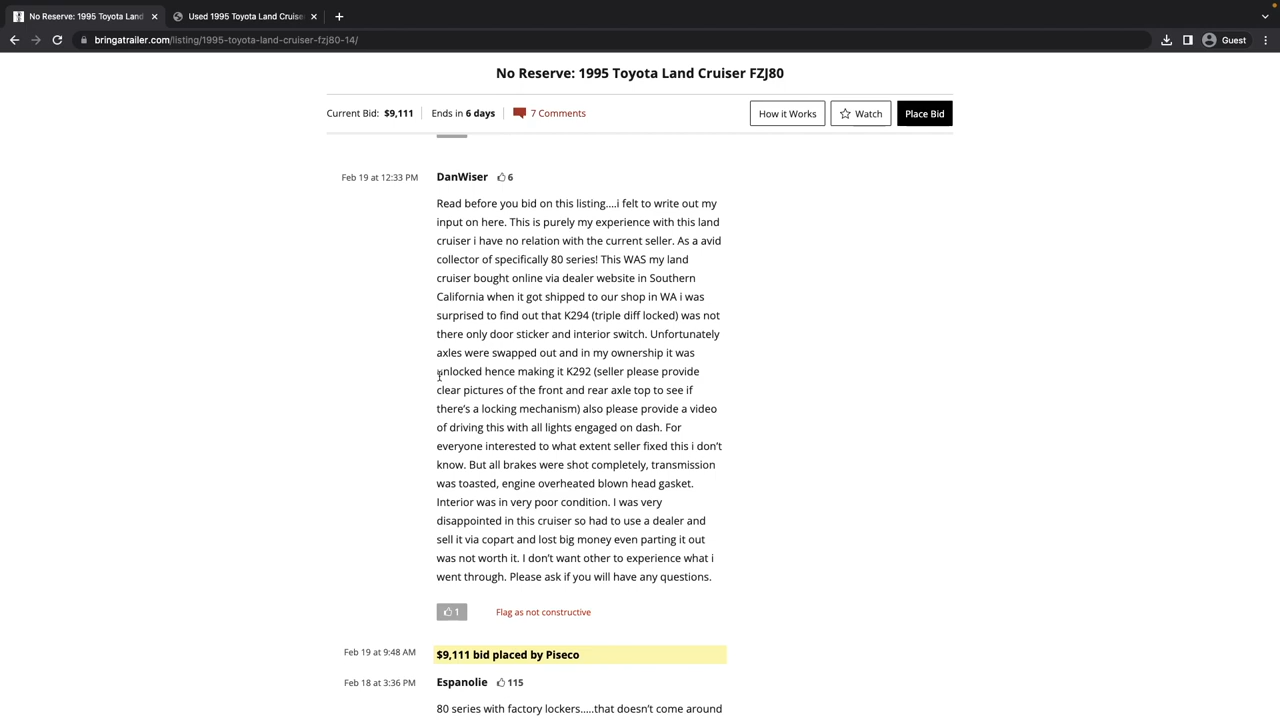 No Reserve: 1995 Toyota Land
Used 1995 Toyota Land Cruise
bringatrailer.com/listing/1995-toyota-land-cruiser-fzj80-14/
Guest
No Reserve: 1995 Toyota Land Cruiser FZJ80
Current Bid: $9,111
Ends in 6 days
7 Comments
How it Works
Watch
Place Bid
Feb 19 at 12:33 PM
DanWiser 6
Read before you bid on this listing....i felt to write out my
input on here. This is purely my experience with this land
cruiser i have no relation with the current seller. As a avid
collector of specifically 80 series! This WAS my land
cruiser bought online via dealer website in Southern
California when it got shipped to our shop in WA i was
surprised to find out that K294 (triple diff locked) was not
there only door sticker and interior switch. Unfortunately
axles were swapped out and in my ownership it was
unlocked hence making it K292 (seller please provide
clear pictures of the front and rear axle top to see if
there's a locking mechanism) also please provide a video
of driving this with all lights engaged on dash. For
everyone interested to what extent seller fixed this i don't
know. But all brakes were shot completely, transmission
was toasted, engine overheated blown head gasket.
Interior was in very poor condition. I was very
disappointed in this cruiser so had to use a dealer and
sell it via copart and lost big money even parting it out
was not worth it. I don't want other to experience what i
went through. Please ask if you will have any questions.
1
Flag as not constructive
Feb 19 at 9:48 AM
$9,111 bid placed by Piseco
Feb 18 at 3:36 PM
Espanolie 115
80 series with factory lockers.....that doesn't come around